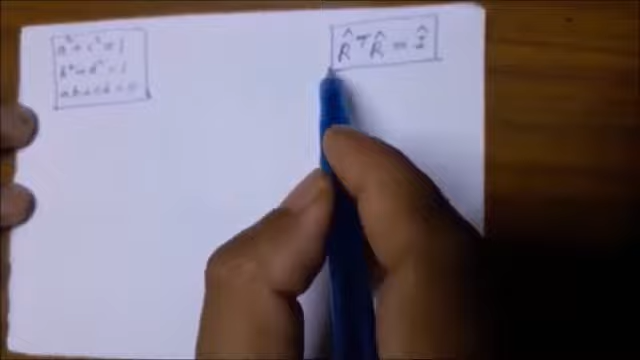 a² + c² = 1
b² + d² = 1
ab + cd = 0
R̂ᵀR̂ = Î